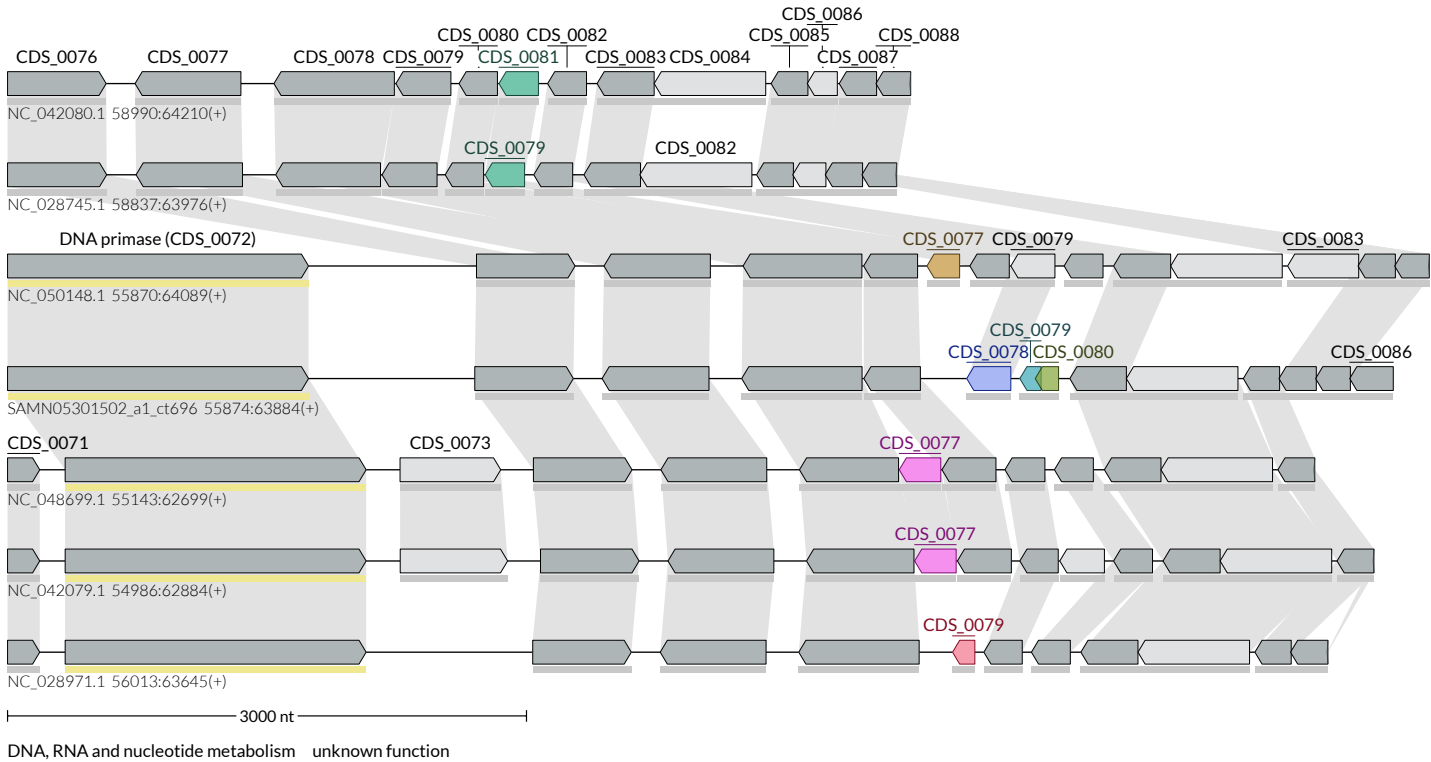 CDS_0086
CDS_0080 CDS_0082 CDS_0085 CDS_0088
CDS_0076 CDS_0077 CDS_0078 CDS_0079 CDS_0081 CDS_0083 CDS_0084 CDS_0087
NC_042080.1 58990:64210(+)
CDS_0079 CDS_0082
NC_028745.1 58837:63976(+)
DNA primase (CDS_0072) CDS_0077 CDS_0079 CDS_0083
NC_050148.1 55870:64089(+)
CDS_0079
CDS_0078 CDS_0080 CDS_0086
SAMN05301502_a1_ct696 55874:63884(+)
CDS_0071 CDS_0073 CDS_0077
NC_048699.1 55143:62699(+)
CDS_0077
NC_042079.1 54986:62884(+)
CDS_0079
NC_028971.1 56013:63645(+)
3000 nt
DNA, RNA and nucleotide metabolism unknown function